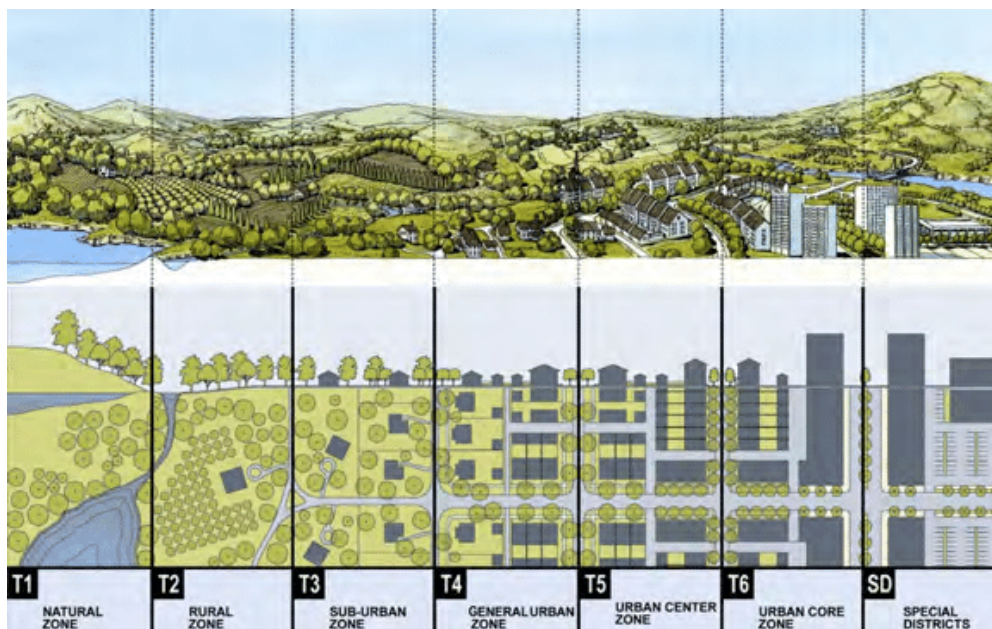 T1
NATURAL
ZONE
T2
RURAL
ZONE
T3
SUB-URBAN
ZONE
T4
GENERAL URBAN
ZONE
T5
URBAN CENTER
ZONE
T6
URBAN CORE
ZONE
SD
SPECIAL
DISTRICTS